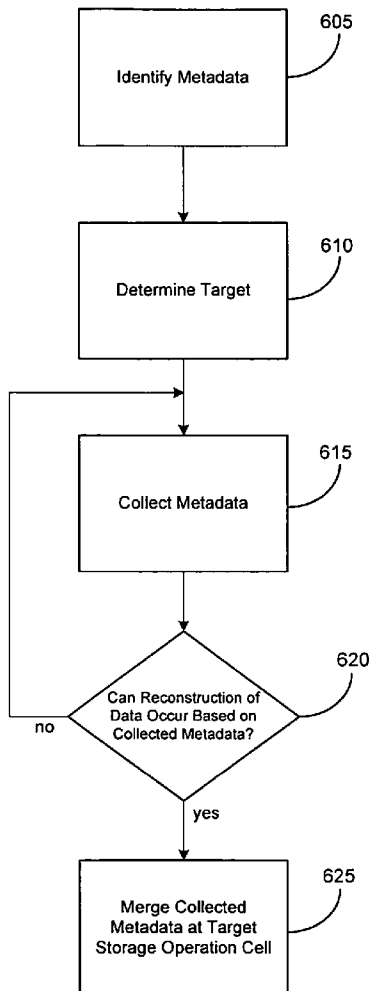 605
Identify Metadata
610
Determine Target
615
Collect Metadata
620
Can Reconstruction of
Data Occur Based on
Collected Metadata?
no
yes
625
Merge Collected
Metadata at Target
Storage Operation Cell